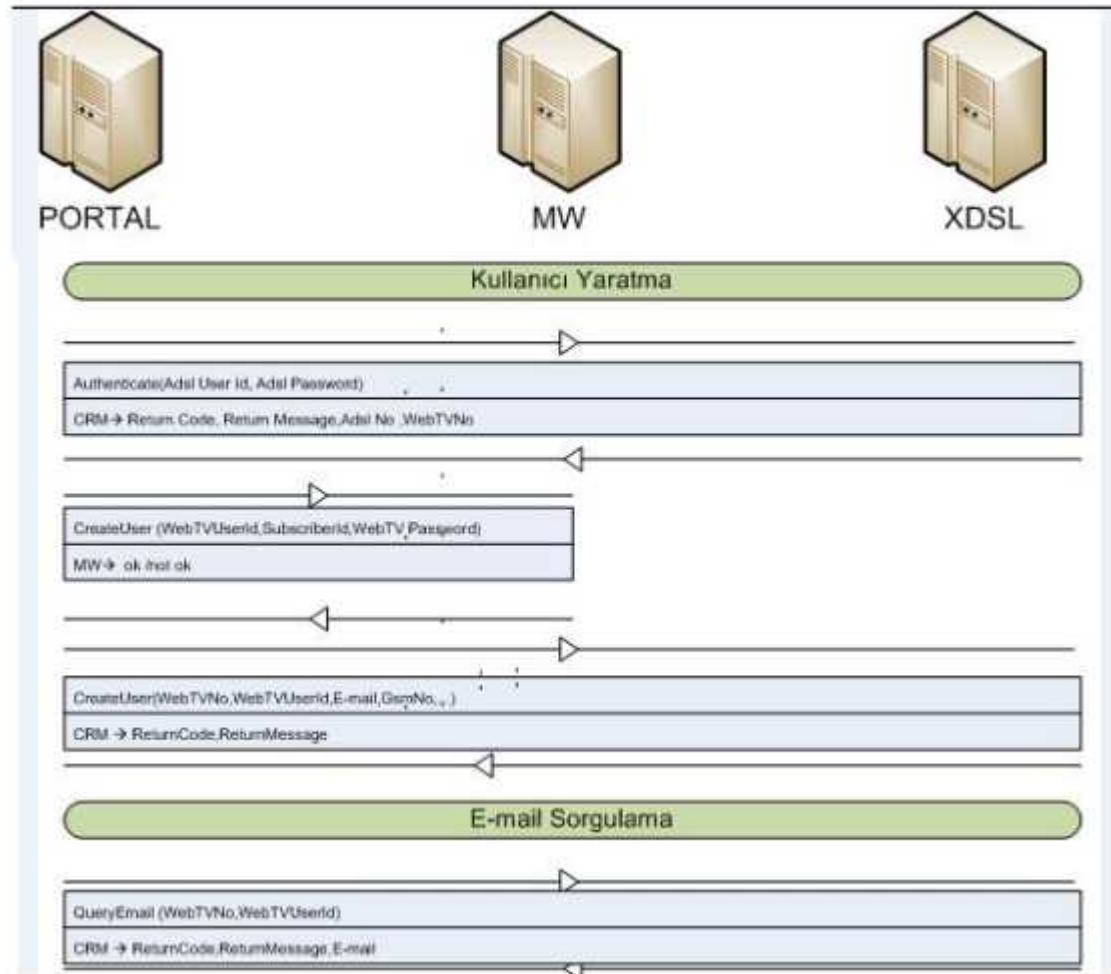 PORTAL
MW
XDSL
Kullanıcı Yaratma
Authenticate(Adsl User Id, Adsl Password)
CRM→ Return Code, Return Message,Adsl No ,WebTVNo
CreateUser (WebTVUserId,SubscriberId,WebTV Password)
MW→ ok /not ok
CreateUser(WebTVNo,WebTVUserId,E-mail,GsmNo, , )
CRM → ReturnCode,ReturnMessage
E-mail Sorgulama
QueryEmail (WebTVNo,WebTVUserId)
CRM → ReturnCode,ReturnMessage,E-mail